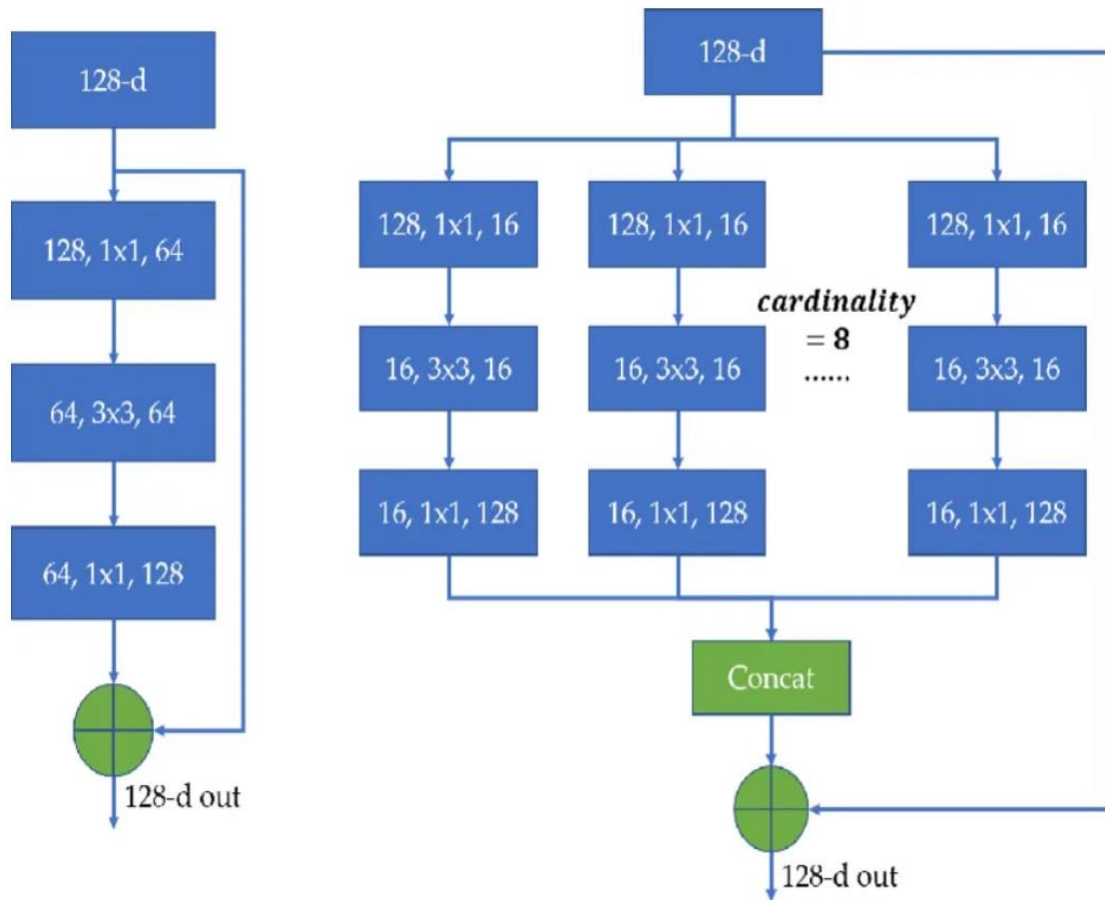 128-d
128, 1x1, 64
64, 3x3, 64
64, 1x1, 128
128-d out
128-d
128, 1x1, 16
128, 1x1, 16
128, 1x1, 16
cardinality
= 8
......
16, 3x3, 16
16, 3x3, 16
16, 3x3, 16
16, 1x1, 128
16, 1x1, 128
16, 1x1, 128
Concat
128-d out